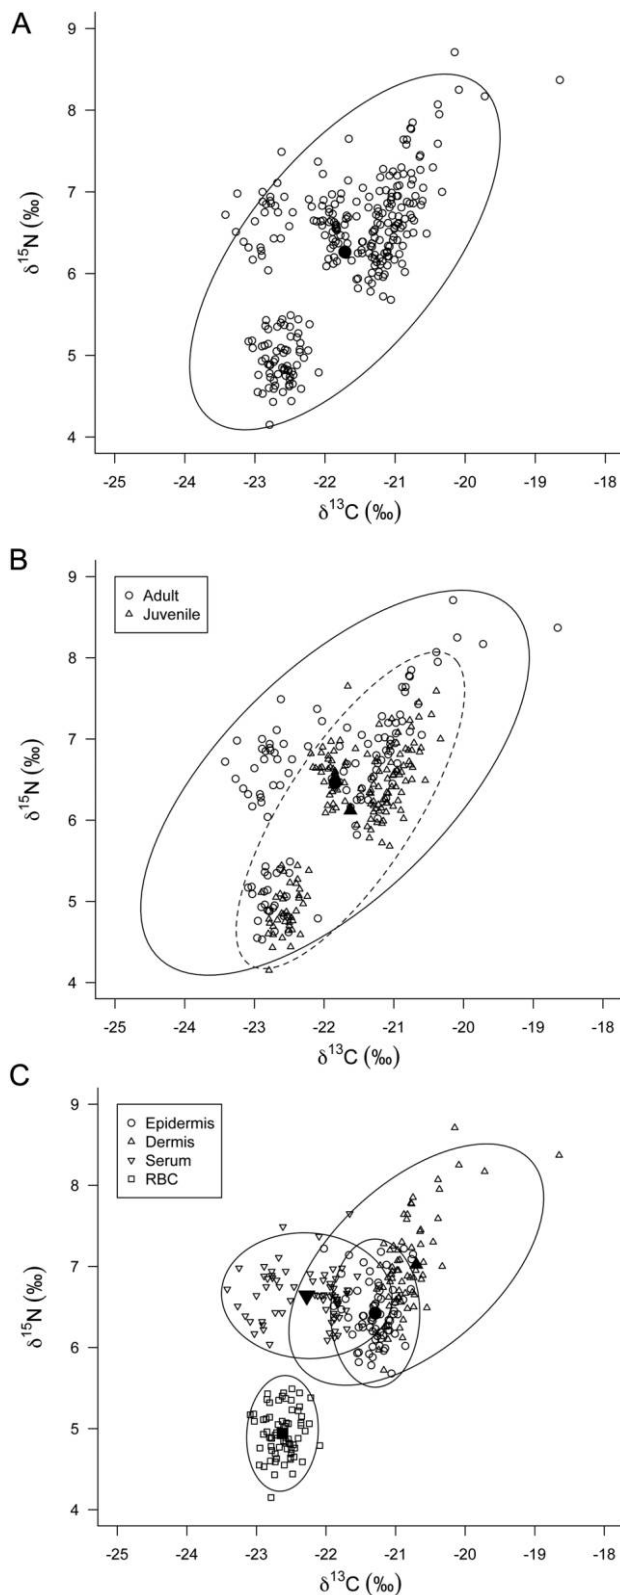 A
9
8
7
6
5
4
δ15N (‰)
-25 -24 -23 -22 -21 -20 -19 -18
δ13C (‰)
B
9
8
7
6
5
4
δ15N (‰)
Adult
Juvenile
-25 -24 -23 -22 -21 -20 -19 -18
δ13C (‰)
C
9
8
7
6
5
4
δ15N (‰)
Epidermis
Dermis
Serum
RBC
-25 -24 -23 -22 -21 -20 -19 -18
δ13C (‰)